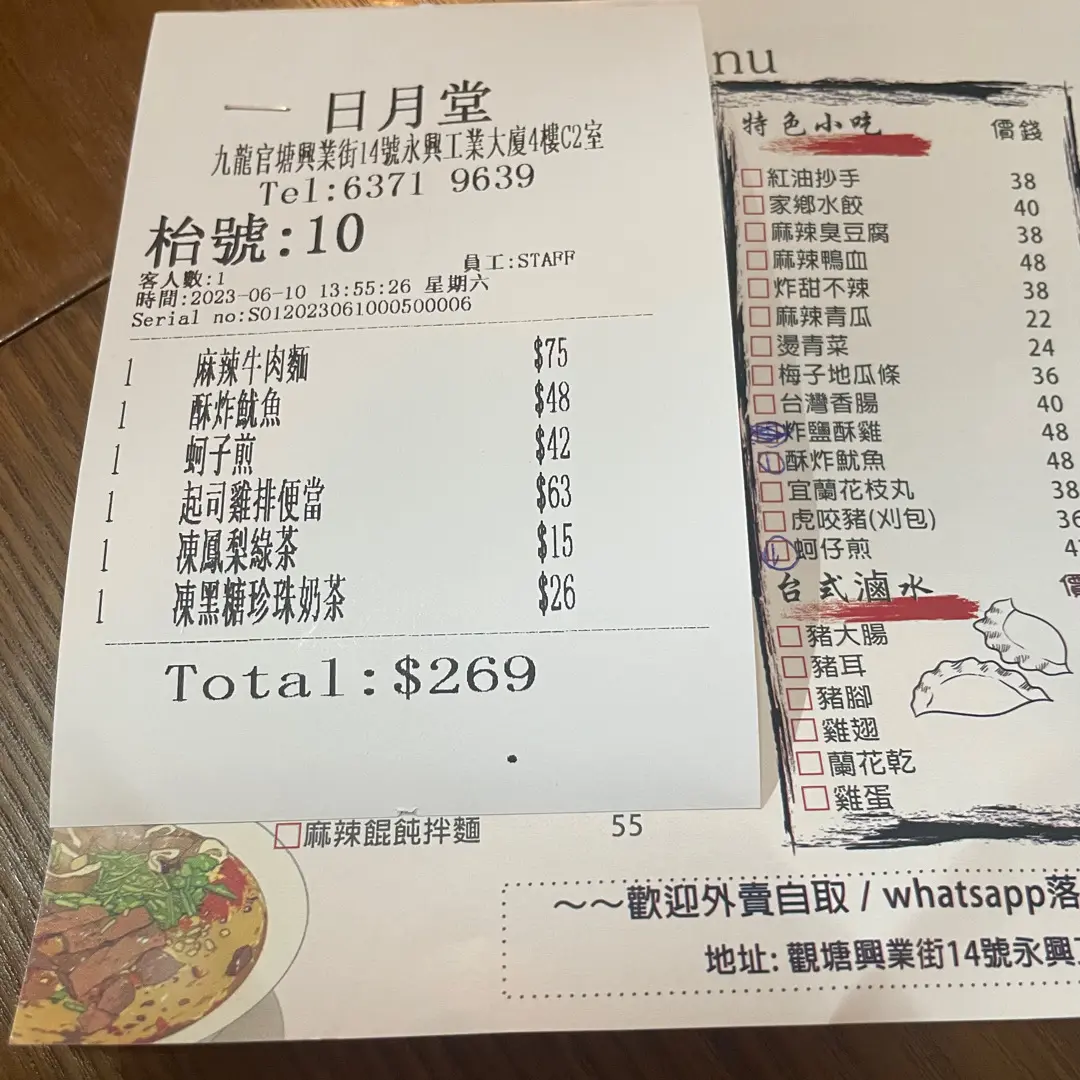 日月堂
九龍官塘興業街14號永興工業大廈4樓C2室
Tel:6371 9639
枱號:10
員工:STAFF
客人數:1
時間:2023-06-10 13:55:26 星期六
Serial no:S012023061000500006
1 麻辣牛肉麵 $75
1 酥炸魷魚 $48
1 蚵子煎 $42
1 起司雞排便當 $63
1 凍鳳梨綠茶 $15
1 凍黑糖珍珠奶茶 $26
Total:$269
nu
特色小吃 價錢
紅油抄手 38
家鄉水餃 40
麻辣臭豆腐 38
麻辣鴨血 48
炸甜不辣 38
麻辣青瓜 22
燙青菜 24
梅子地瓜條 36
台灣香腸 40
炸鹽酥雞 48
酥炸魷魚 48
宜蘭花枝丸 38
虎咬豬(刈包) 36
蚵仔煎 4
台式滷水 價
豬大腸
豬耳
豬腳
雞翅
蘭花乾
雞蛋
麻辣餛飩拌麵 55
~~歡迎外賣自取 / whatsapp落
地址: 觀塘興業街14號永興